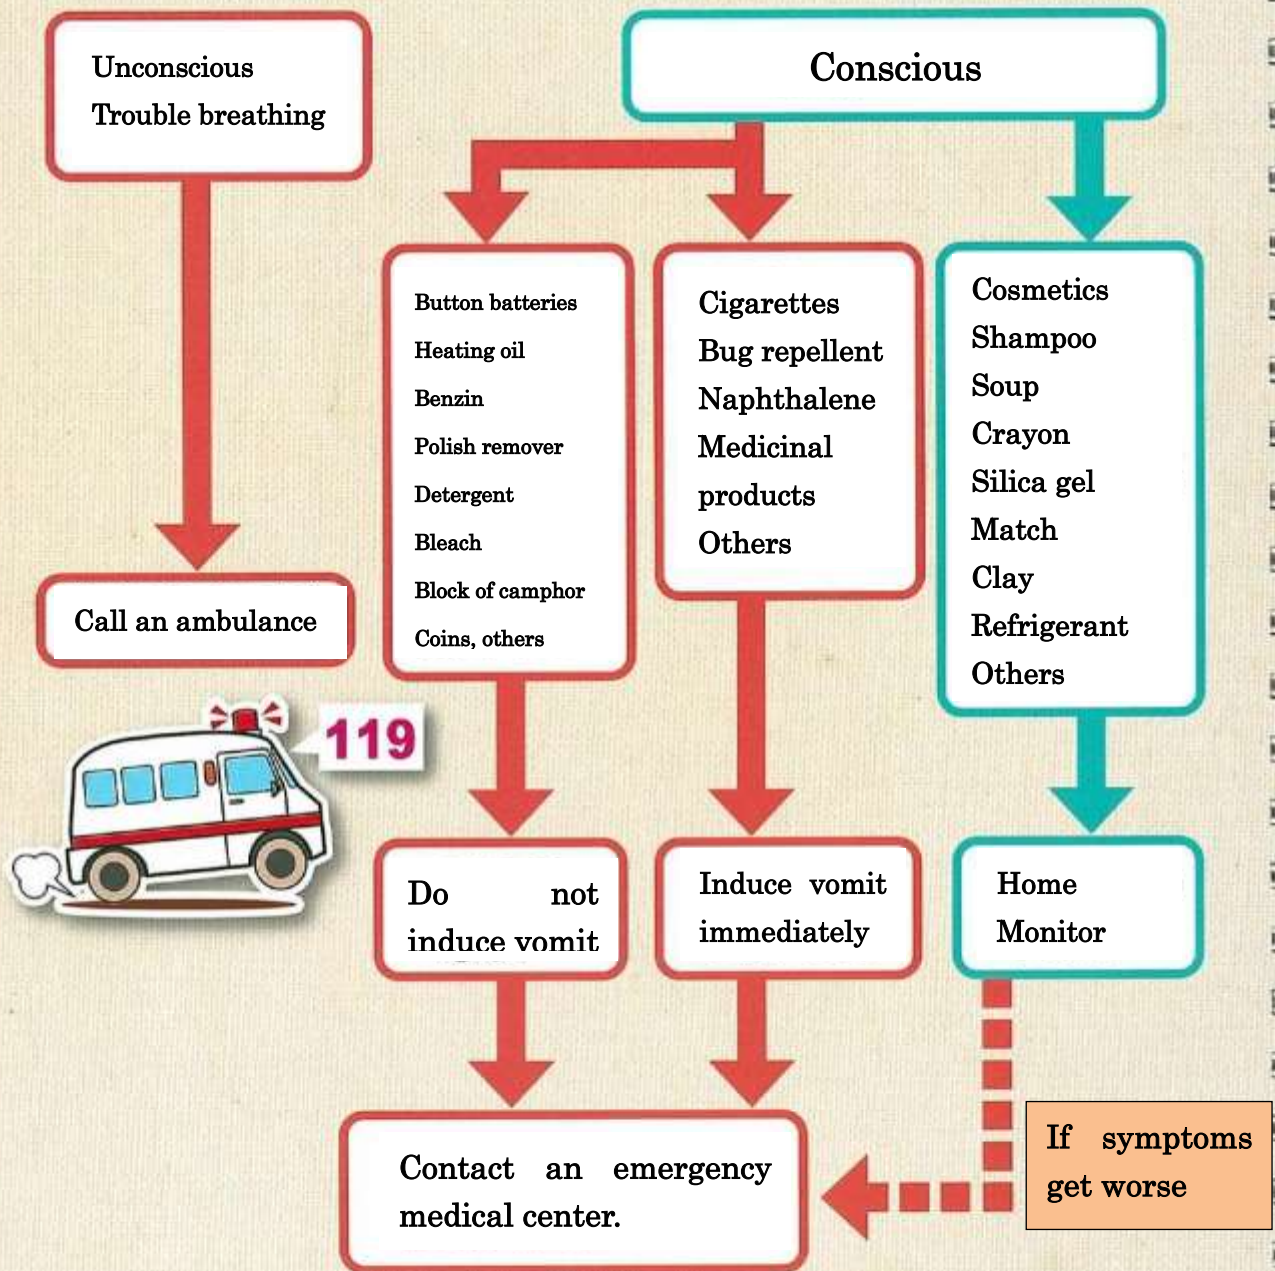 Unconscious
Trouble breathing
Conscious
Button batteries
Heating oil
Benzin
Polish remover
Detergent
Bleach
Block of camphor
Coins, others
Cigarettes
Bug repellent
Naphthalene
Medicinal
products
Others
Cosmetics
Shampoo
Soup
Crayon
Silica gel
Match
Clay
Refrigerant
Others
Call an ambulance
119
Do not
induce vomit
Induce vomit
immediately
Home
Monitor
If symptoms
get worse
Contact an emergency
medical center.